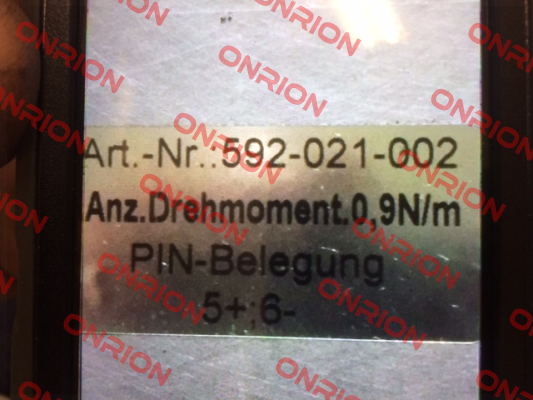 Art.-Nr.:592-021-002
Anz.Drehmoment.0,9N/m
PIN-Belegung
5+;6-
ONRION